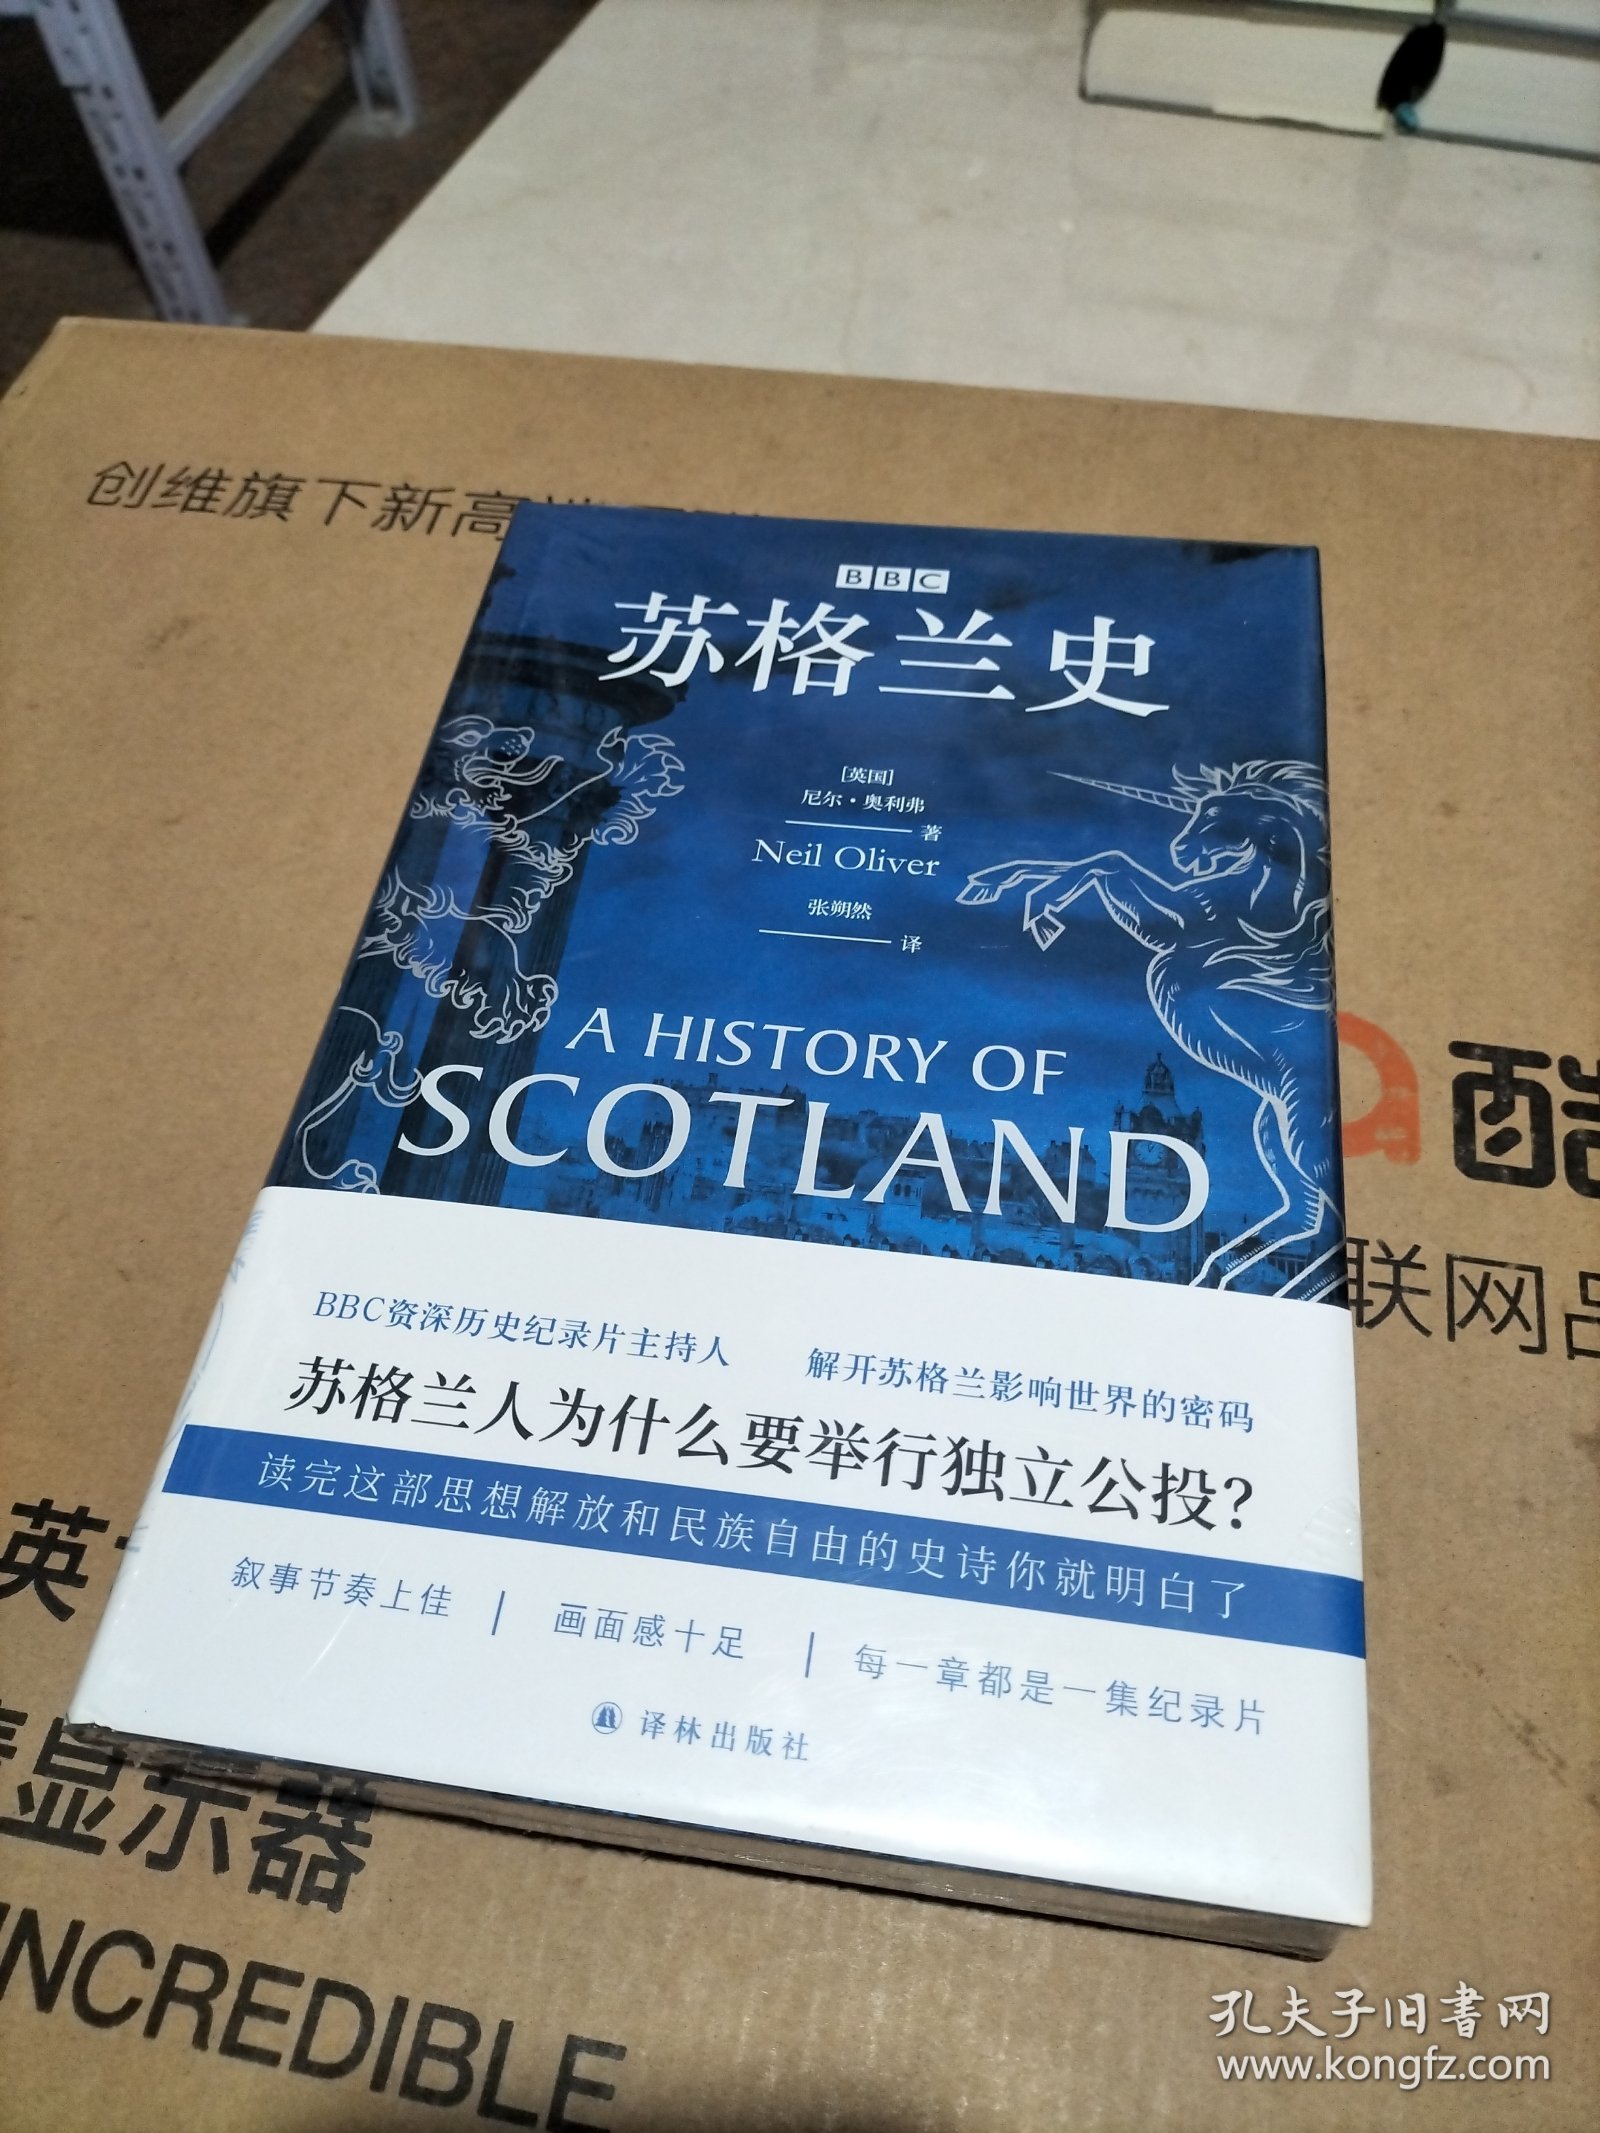 创维旗下新高
BBC
苏格兰史
[英国]
尼尔·奥利弗
著
Neil Oliver
张朔然
译
A HISTORY OF
SCOTLAND
酷
联网品
BBC资深历史纪录片主持人 解开苏格兰影响世界的密码
苏格兰人为什么要举行独立公投？
读完这部思想解放和民族自由的史诗你就明白了
叙事节奏上佳 | 画面感十足 | 每一章都是一集纪录片
译林出版社
英
显示器
INCREDIBLE
孔夫子旧书网
www.kongfz.com